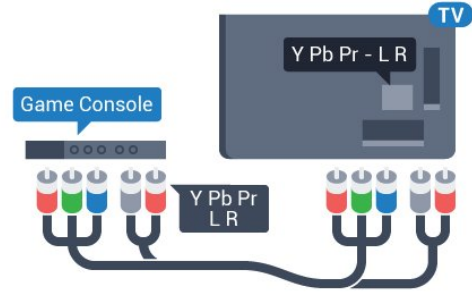 TV
Y Pb Pr - L R
Game Console
Y Pb Pr
L R